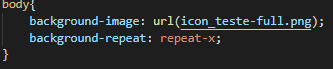 body{
background-image: url(icon_teste-full.png);
background-repeat: repeat-x;
}